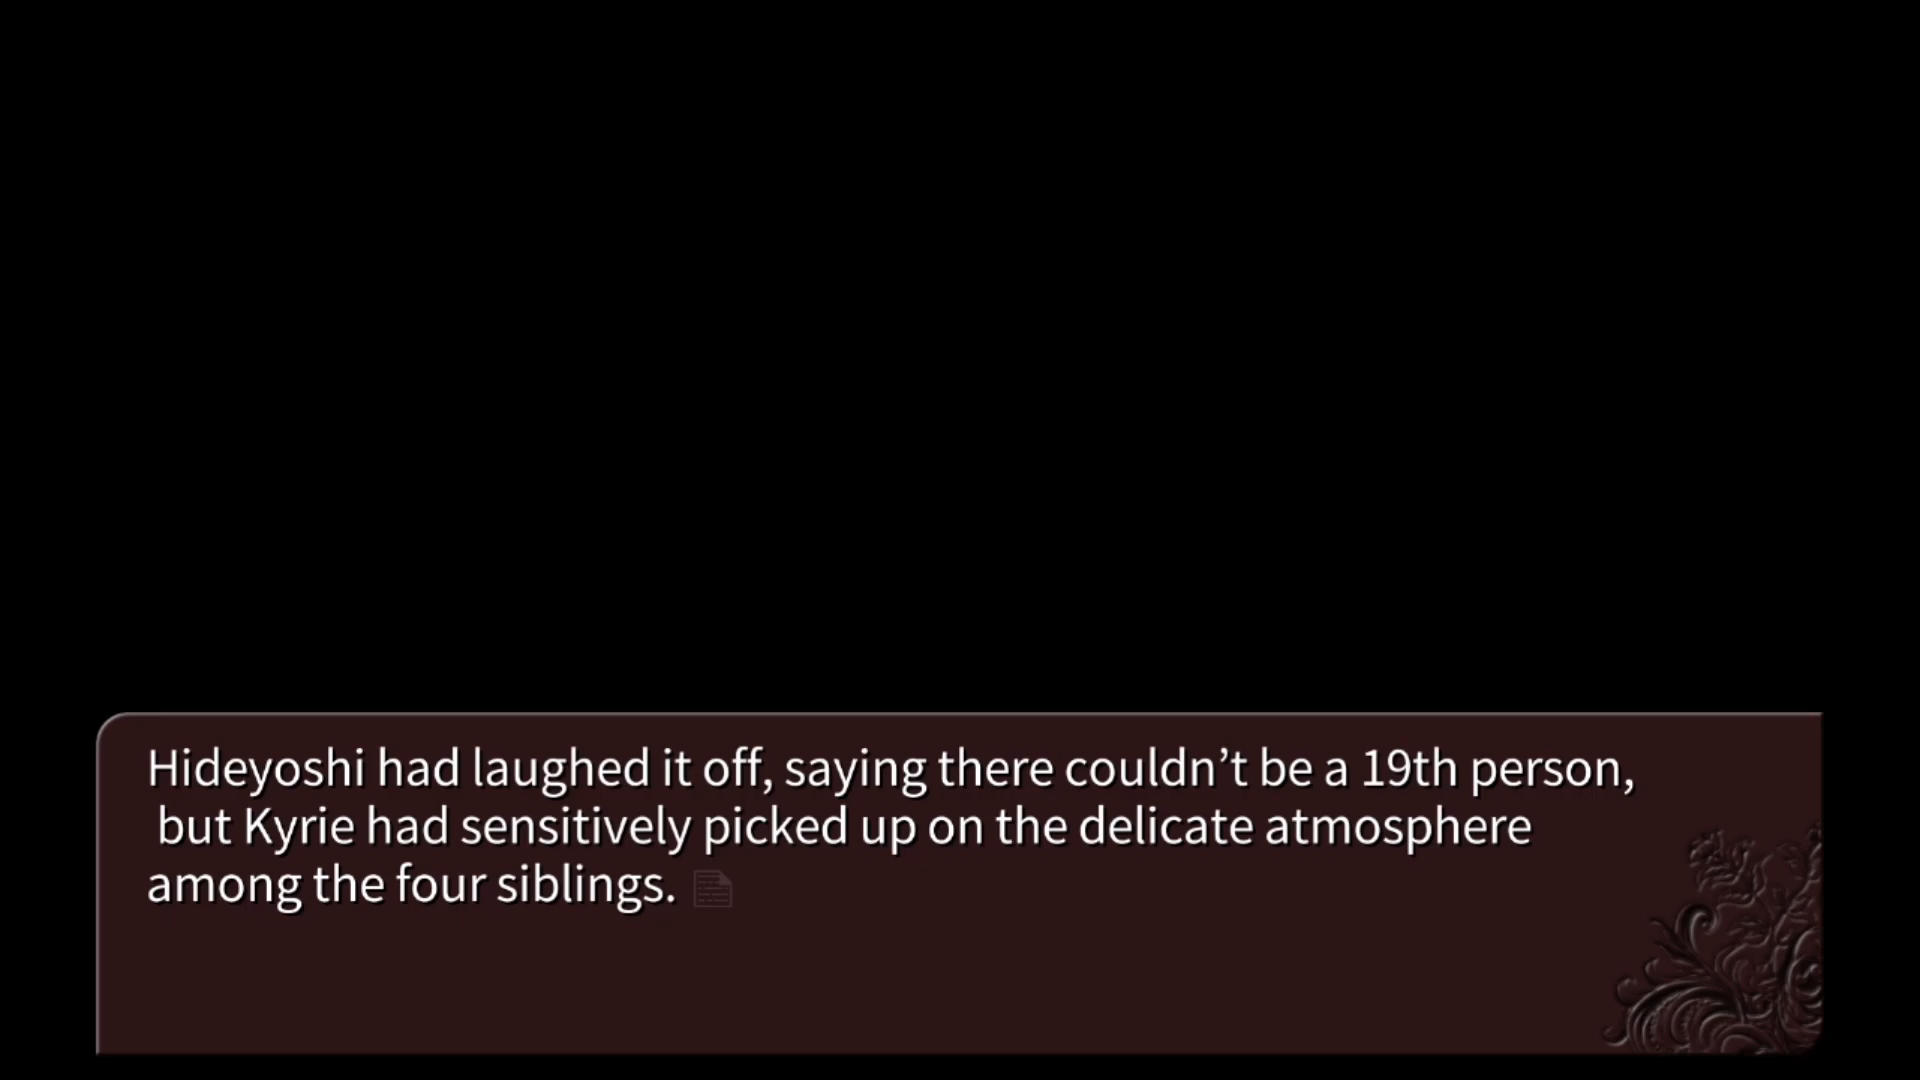 Hideyoshi had laughed it off, saying there couldn’t be a 19th person,
but Kyrie had sensitively picked up on the delicate atmosphere
among the four siblings.